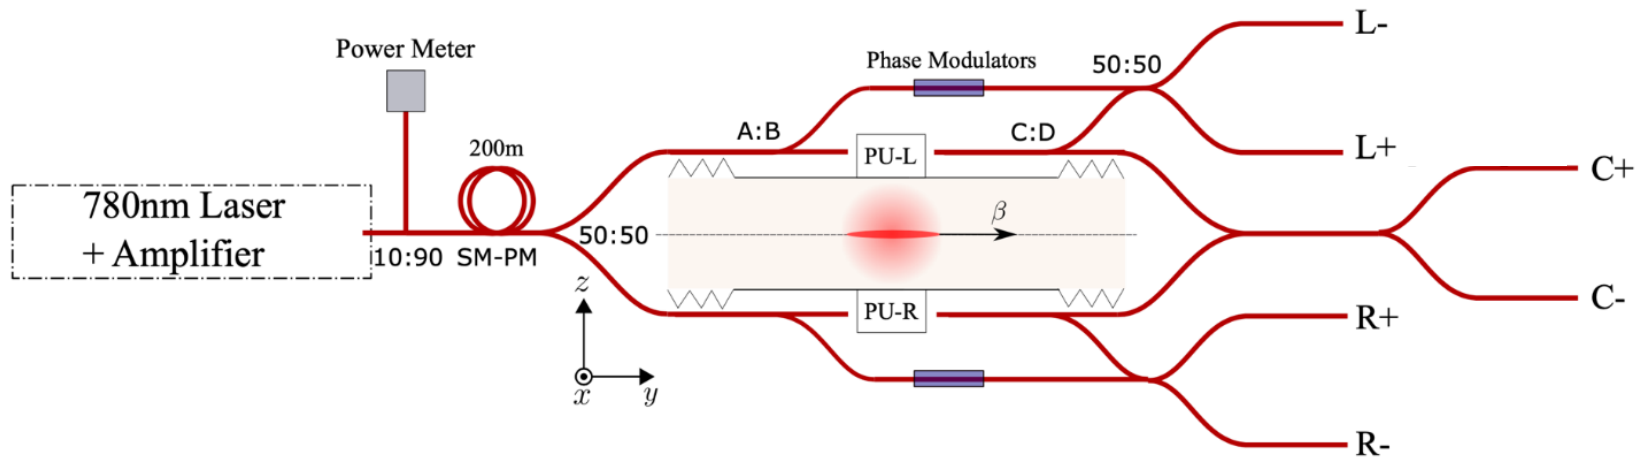 Power Meter
780nm Laser
+ Amplifier
10:90
200m
SM-PM
50:50
A:B
Phase Modulators
50:50
PU-L
C:D
β
PU-R
z
x
y
L-
L+
C+
C-
R+
R-